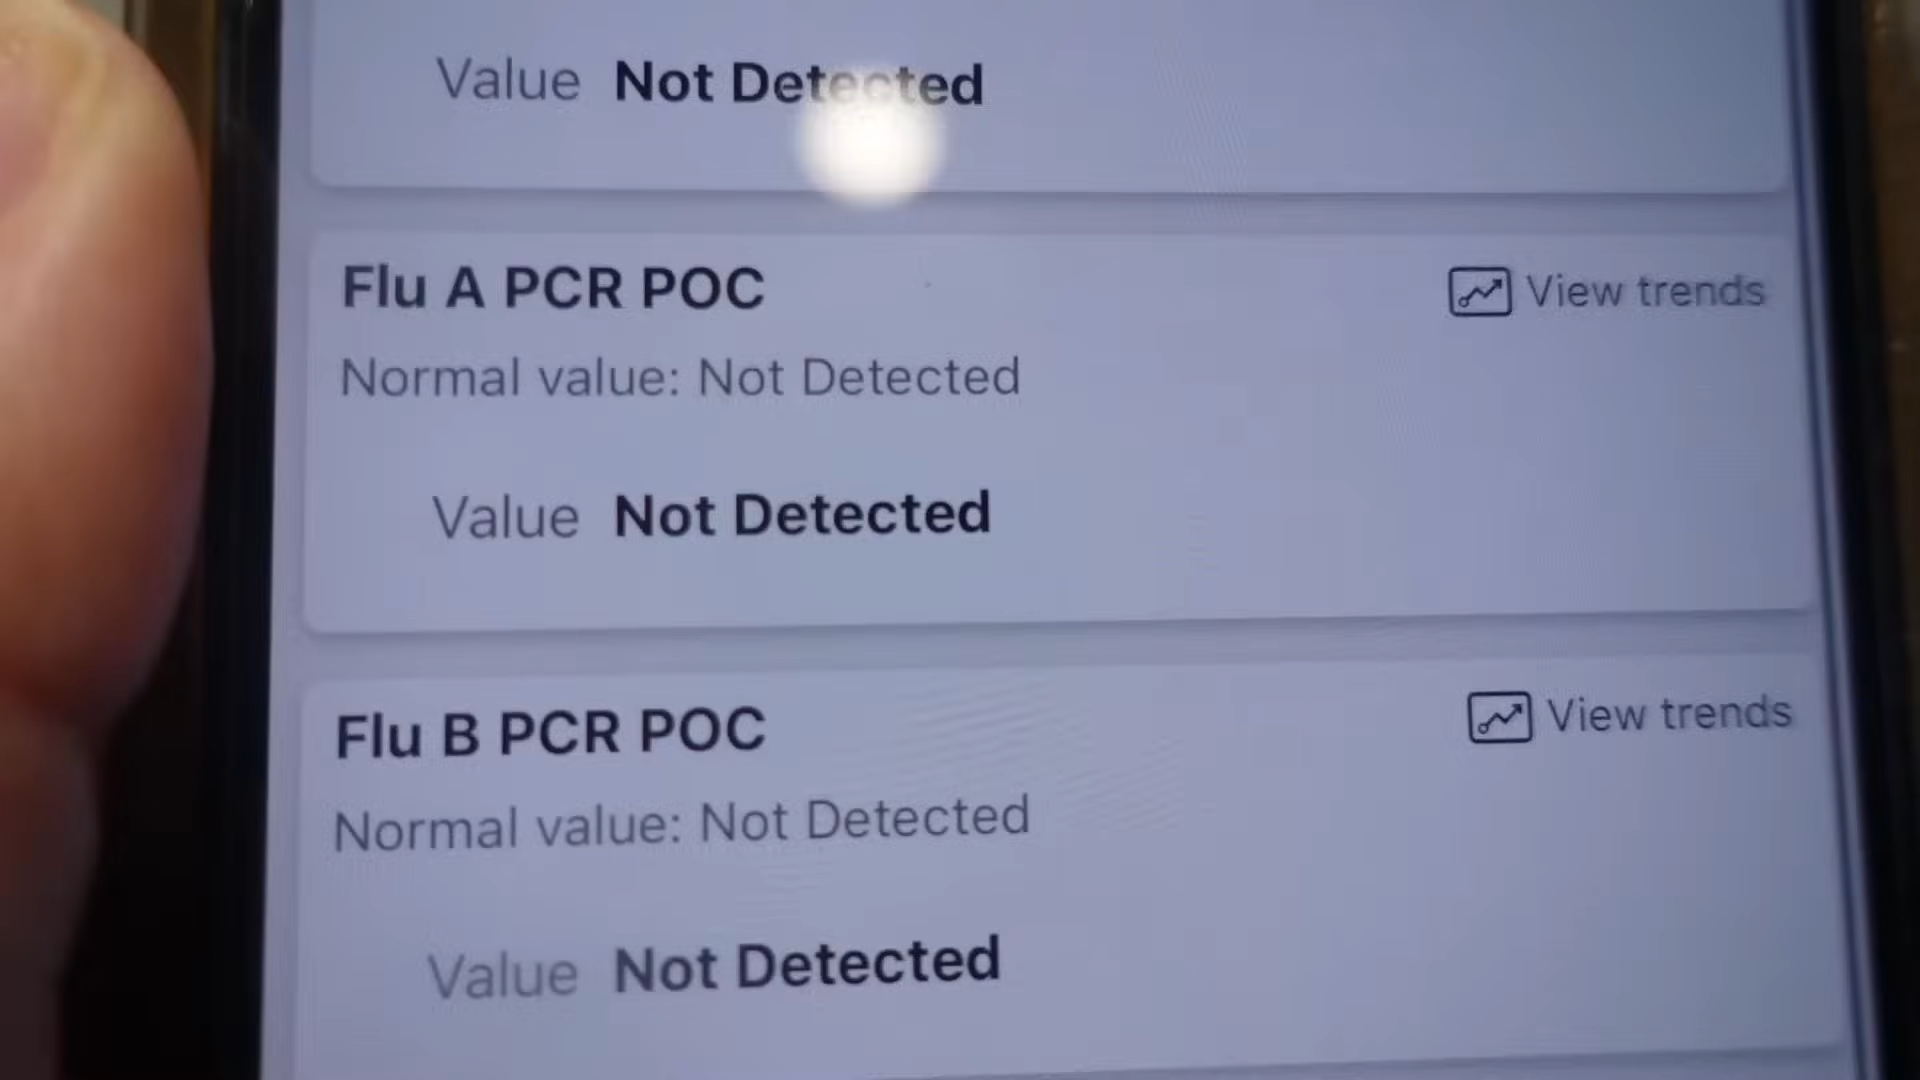 Value Not Detected
Flu A PCR POC
View trends
Normal value: Not Detected
Value Not Detected
Flu B PCR POC
View trends
Normal value: Not Detected
Value Not Detected